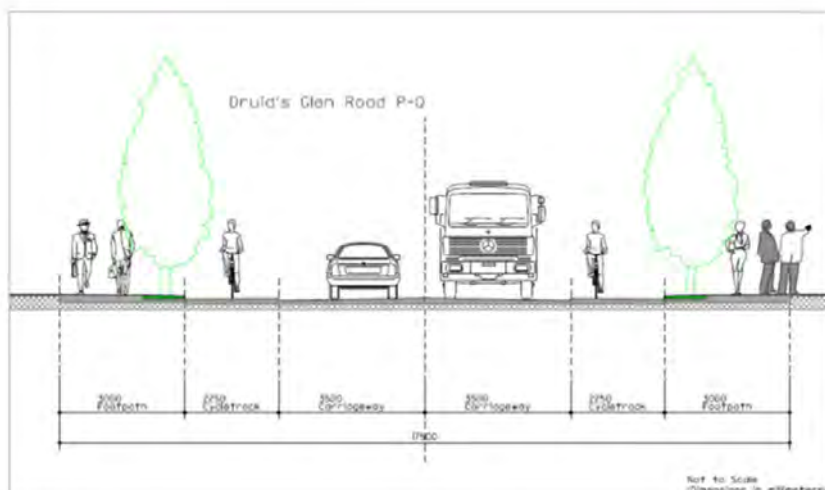 Druid's Glen Road P-Q
3000 2250 3500 3500 2250 3000
Footpath Cycletrack Carriageway Carriageway Cycletrack Footpath
17500
Not to Scale